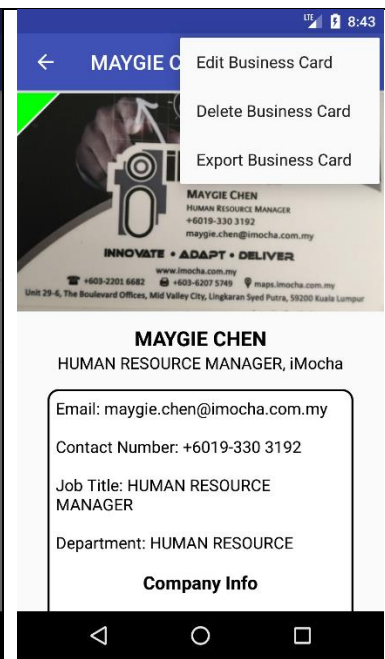 LTE 8:43
MAYGIE C
Edit Business Card
Delete Business Card
Export Business Card
MAYGIE CHEN
HUMAN RESOURCE MANAGER
+6019-330 3192
maygie.chen@imocha.com.my
INNOVATE • ADAPT • DELIVER
www.imocha.com.my
+603-2201 6682 +603-6207 5749 maps.imocha.com.my
Unit 29-6, The Boulevard Offices, Mid Valley City, Lingkaran Syed Putra, 59200 Kuala Lumpur
MAYGIE CHEN
HUMAN RESOURCE MANAGER, iMocha
Email: maygie.chen@imocha.com.my
Contact Number: +6019-330 3192
Job Title: HUMAN RESOURCE
MANAGER
Department: HUMAN RESOURCE
Company Info